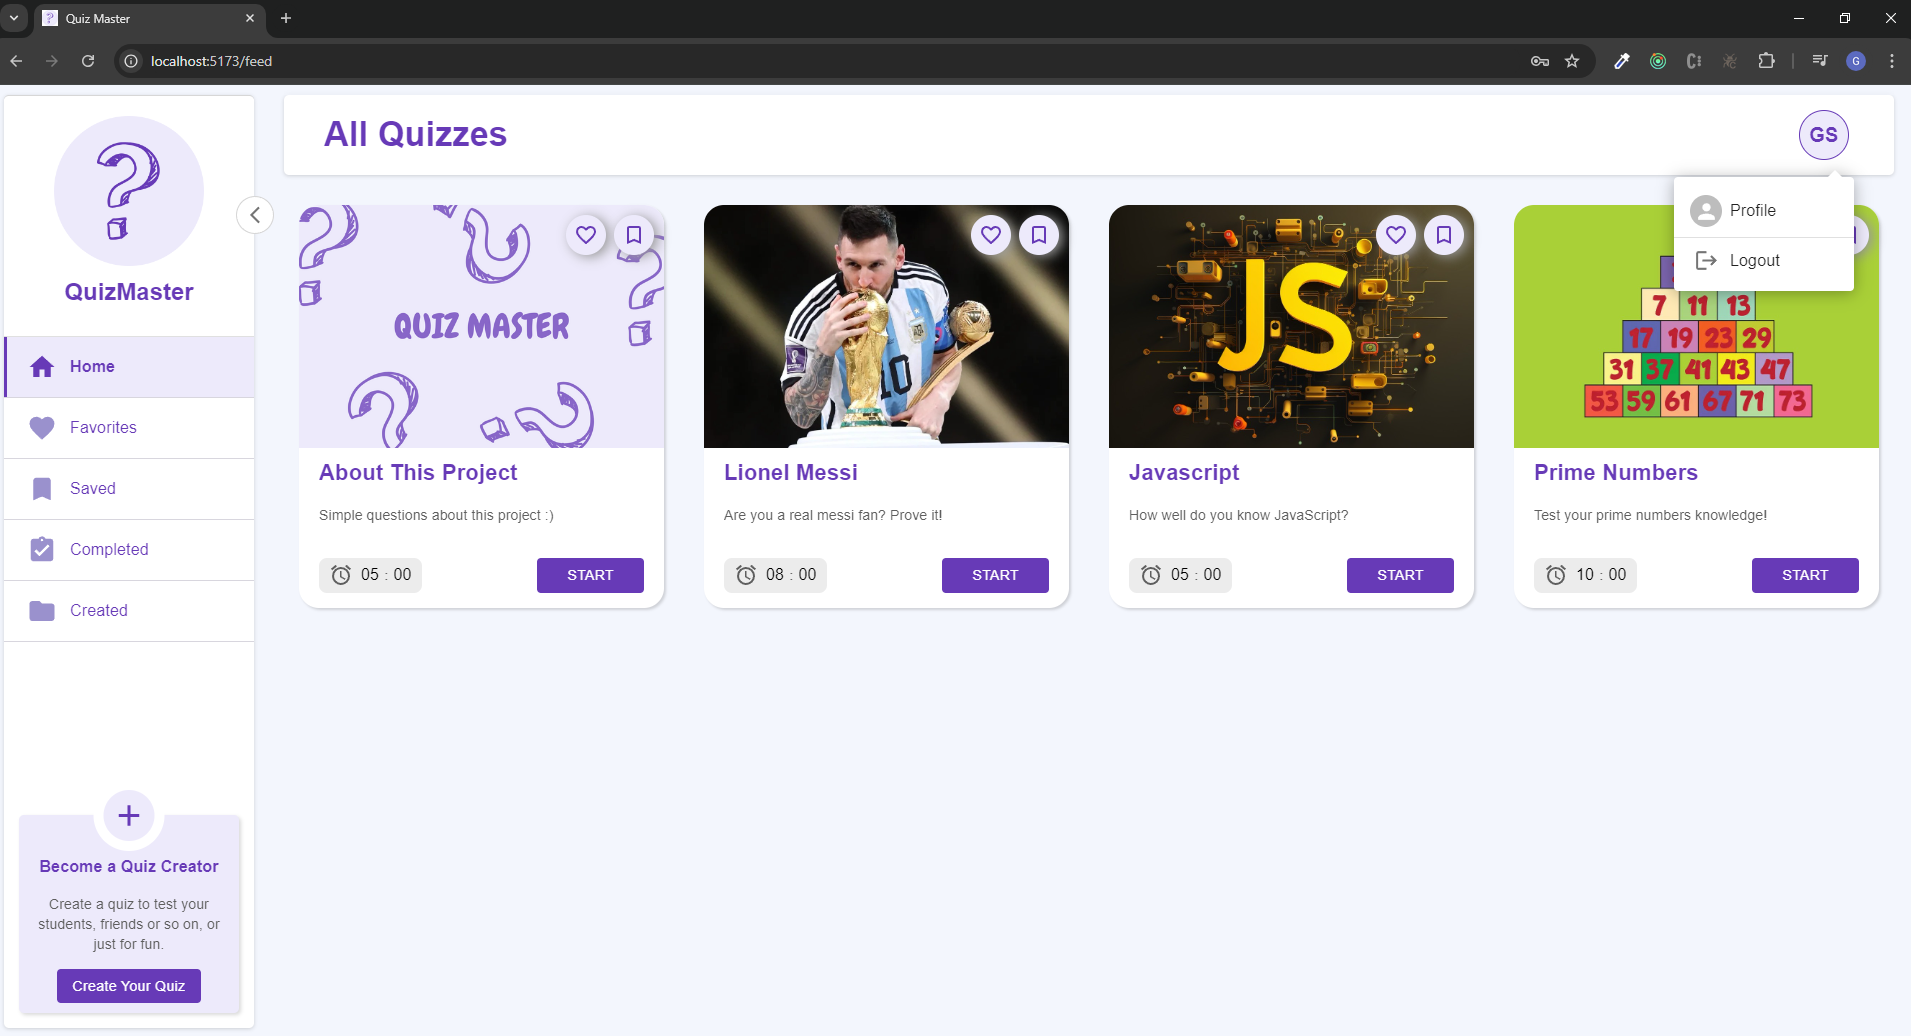 Quiz Master
localhost:5173/feed
G
QuizMaster
Home
Favorites
Saved
Completed
Created
Become a Quiz Creator
Create a quiz to test your
students, friends or so on, or
just for fun.
Create Your Quiz
All Quizzes
GS
Profile
Logout
QUIZ MASTER
About This Project
Simple questions about this project :)
05 : 00
START
10
Lionel Messi
Are you a real messi fan? Prove it!
08 : 00
START
JS
Javascript
How well do you know JavaScript?
05 : 00
START
7 11 13
17 19 23 29
31 37 41 43 47
53 59 61 67 71 73
Prime Numbers
Test your prime numbers knowledge!
10 : 00
START